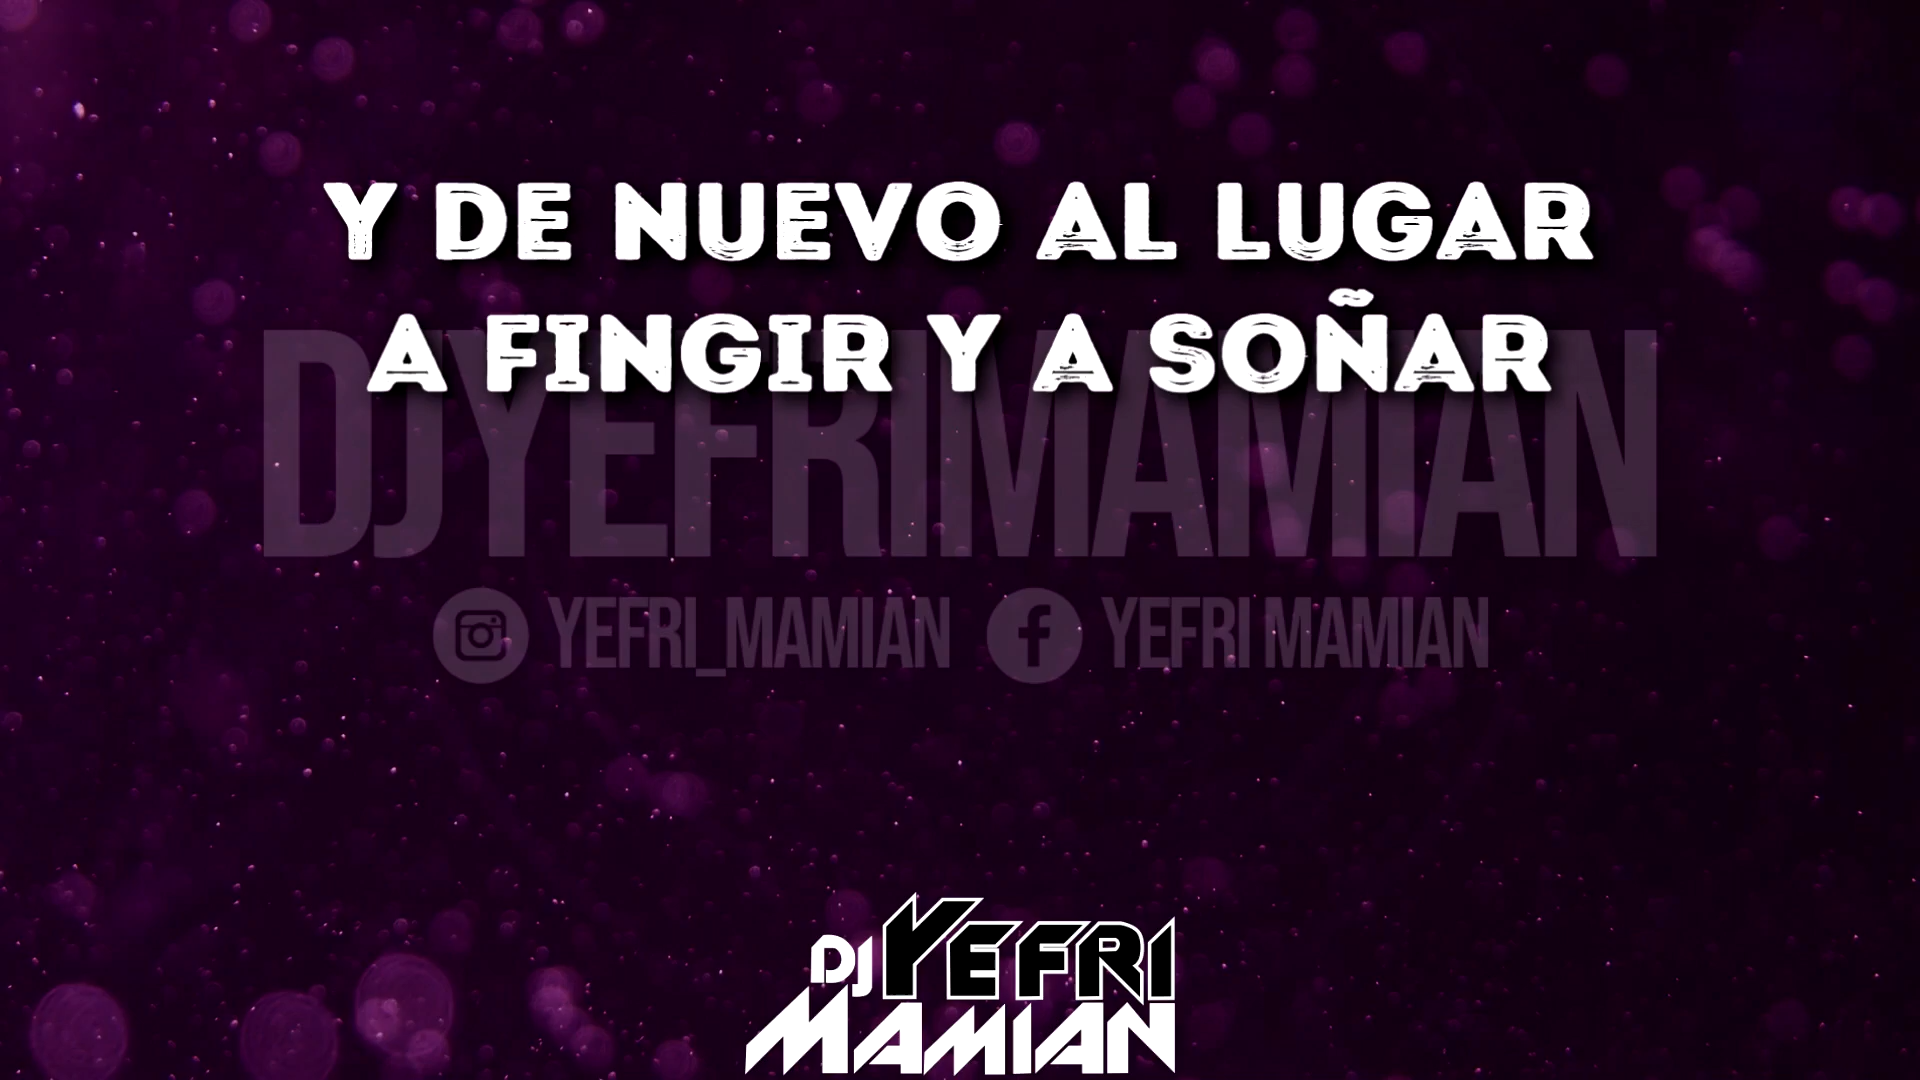 Y DE NUEVO AL LUGAR
A FINGIR Y A SOÑAR
DJYEFRIMAMIAN
YEFRI_MAMIAN YEFRI MAMIAN
DJ YEFRI
MAMIAN